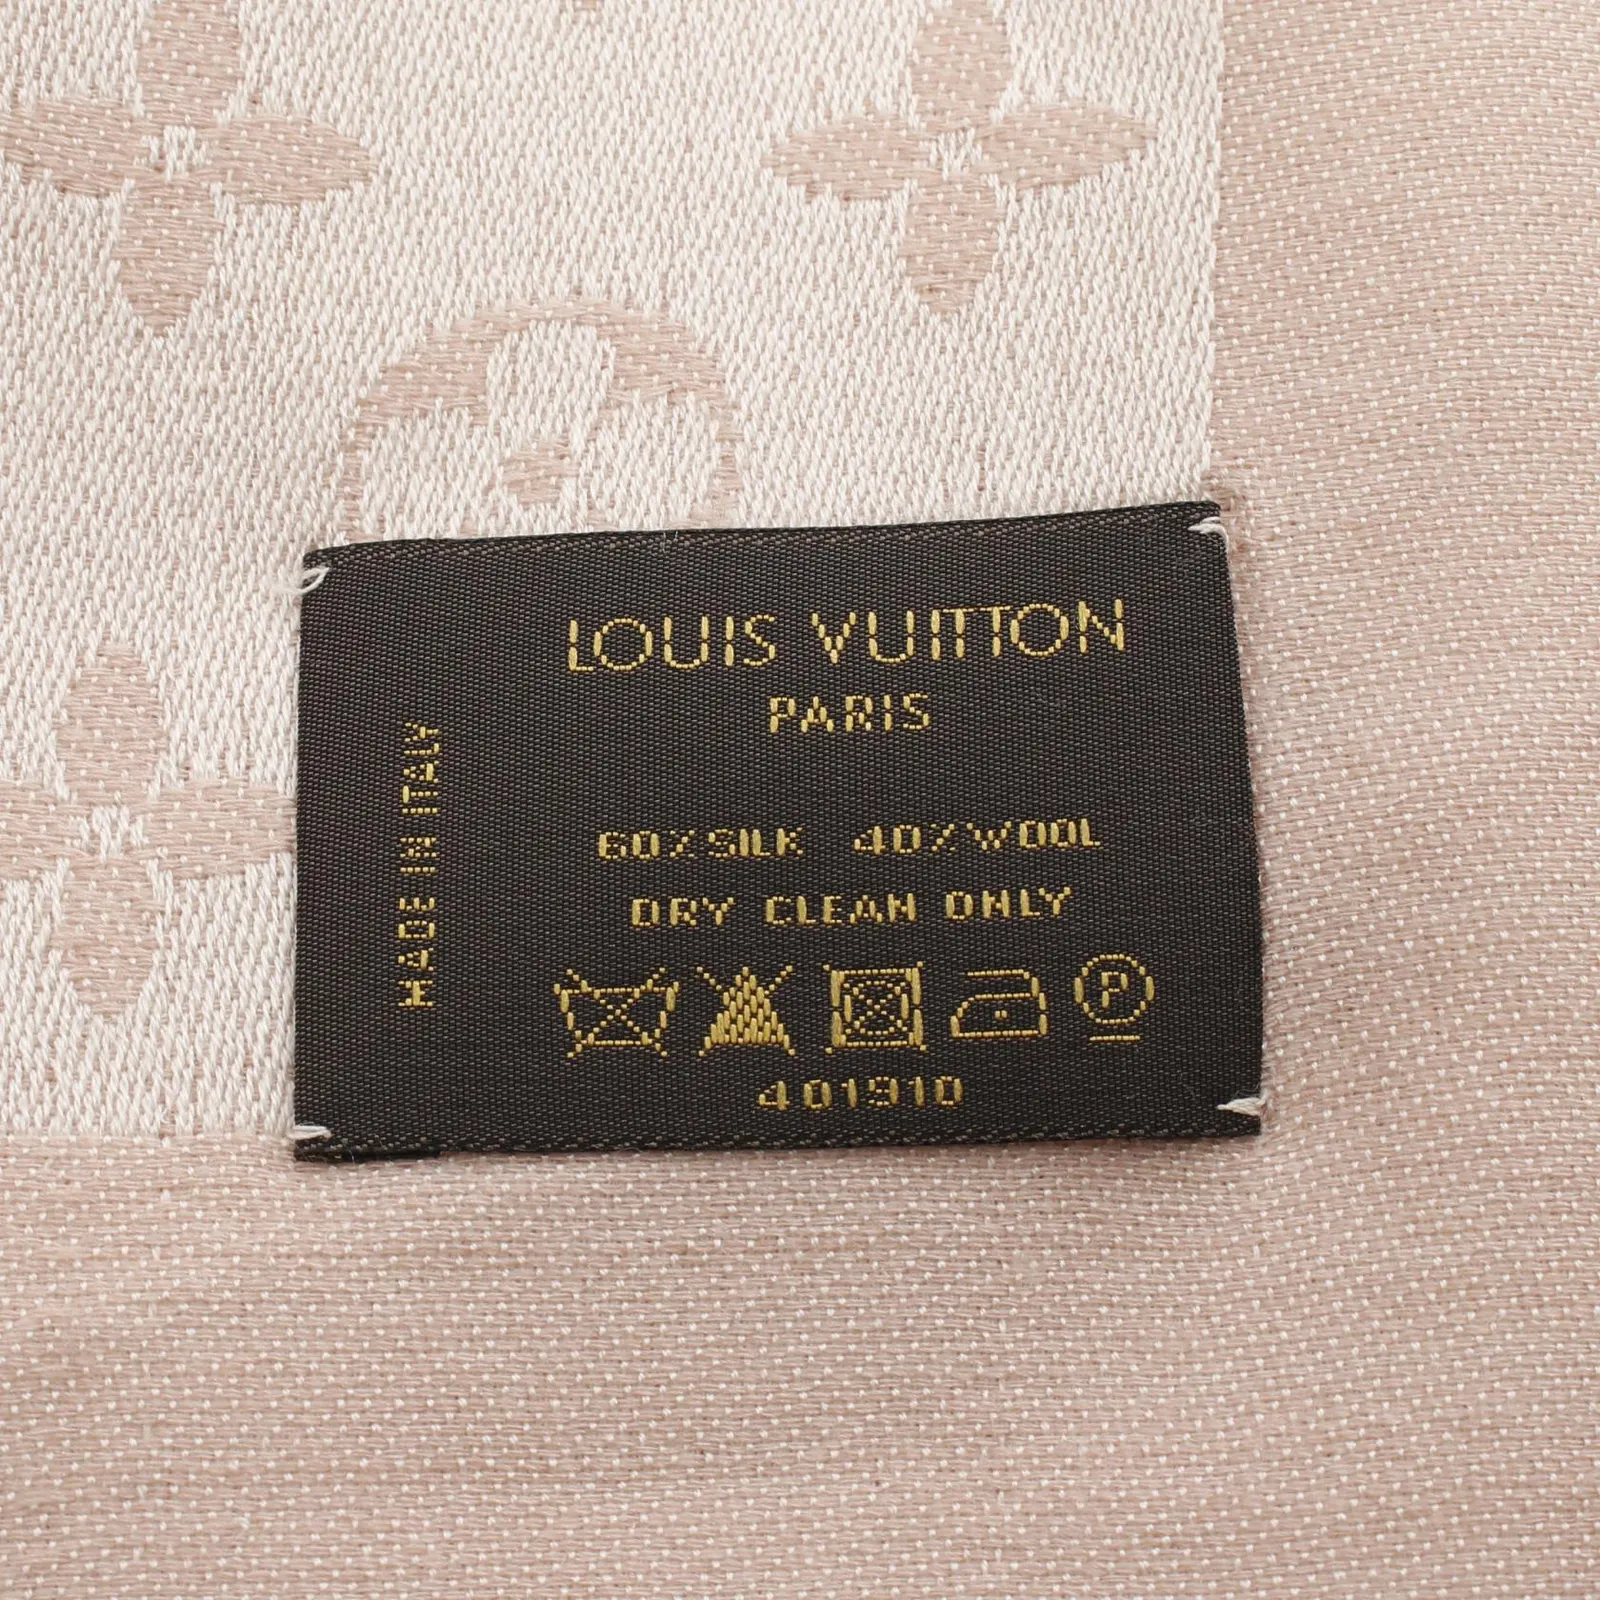 LOUIS VUITTON
PARIS
MADE IN ITALY
60% SILK 40% WOOL
DRY CLEAN ONLY
P
401910